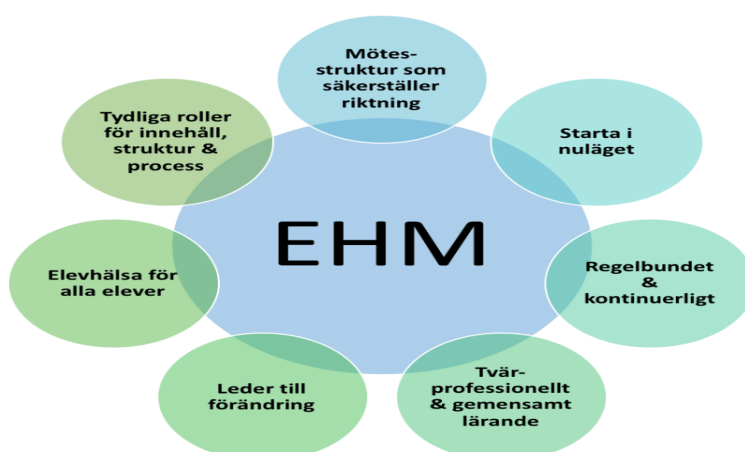 Mötes-
struktur som
säkerställer
riktning
Starta i
nuläget
Regelbundet
&
kontinuerligt
Tvär-
professionellt
& gemensamt
lärande
Leder till
förändring
Elevhälsa för
alla elever
Tydliga roller
för innehåll,
struktur &
process
EHM